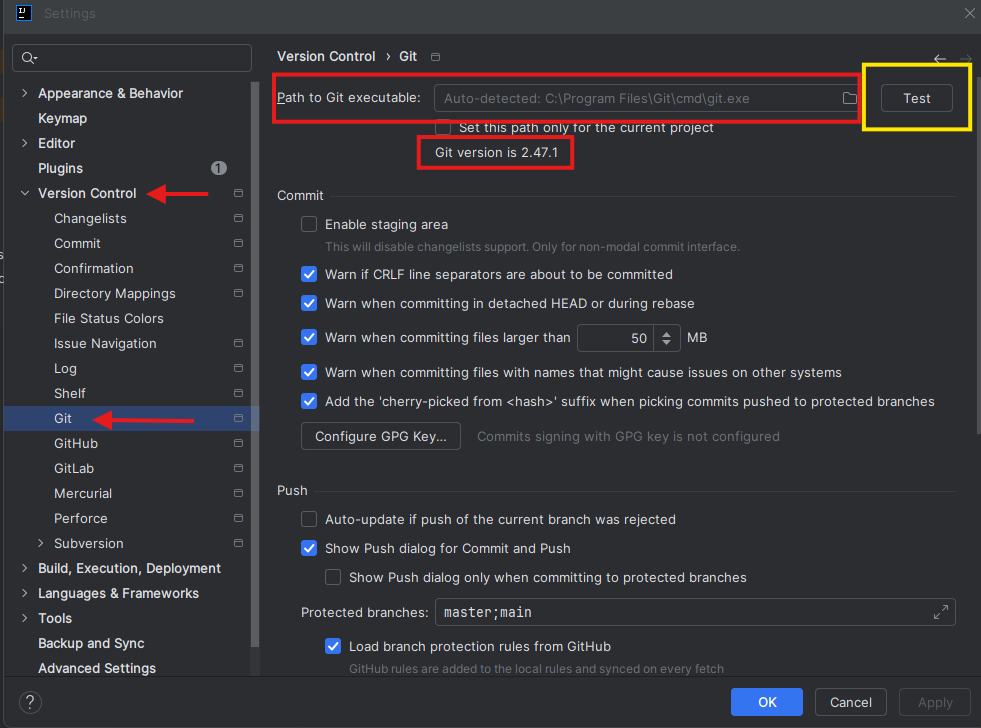 Settings
Appearance & Behavior
Keymap
Editor
Plugins
1
Version Control
Changelists
Commit
Confirmation
Directory Mappings
File Status Colors
Issue Navigation
Log
Shelf
Git
GitHub
GitLab
Mercurial
Perforce
Subversion
Build, Execution, Deployment
Languages & Frameworks
Tools
Backup and Sync
Advanced Settings
?
Version Control › Git
Path to Git executable: Auto-detected: C:\Program Files\Git\cmd\git.exe Test
Set this path only for the current project
Git version is 2.47.1
Commit
Enable staging area
This will disable changelists support. Only for non-modal commit interface.
Warn if CRLF line separators are about to be committed
Warn when committing in detached HEAD or during rebase
Warn when committing files larger than 50 MB
Warn when committing files with names that might cause issues on other systems
Add the 'cherry-picked from <hash>' suffix when picking commits pushed to protected branches
Configure GPG Key... Commits signing with GPG key is not configured
Push
Auto-update if push of the current branch was rejected
Show Push dialog for Commit and Push
Show Push dialog only when committing to protected branches
Protected branches: master;main
Load branch protection rules from GitHub
GitHub rules are added to the local rules and synced on every fetch
OK Cancel Apply